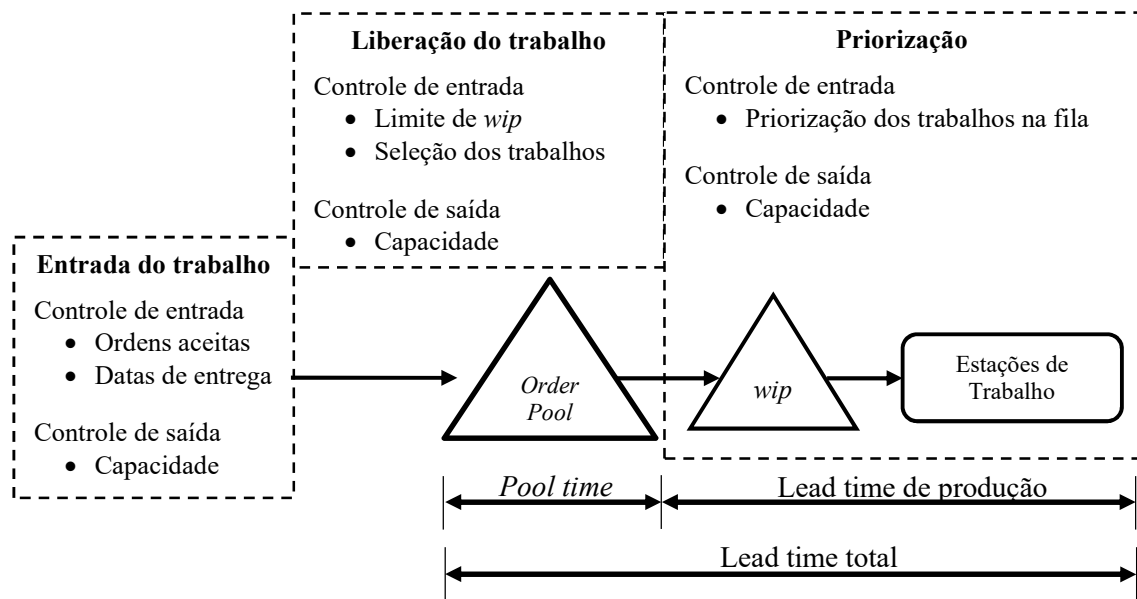 Liberação do trabalho
Controle de entrada
• Limite de wip
• Seleção dos trabalhos
Controle de saída
• Capacidade
Priorização
Controle de entrada
• Priorização dos trabalhos na fila
Controle de saída
• Capacidade
Entrada do trabalho
Controle de entrada
• Ordens aceitas
• Datas de entrega
Controle de saída
• Capacidade
Order
Pool
wip
Estações de
Trabalho
Pool time
Lead time de produção
Lead time total